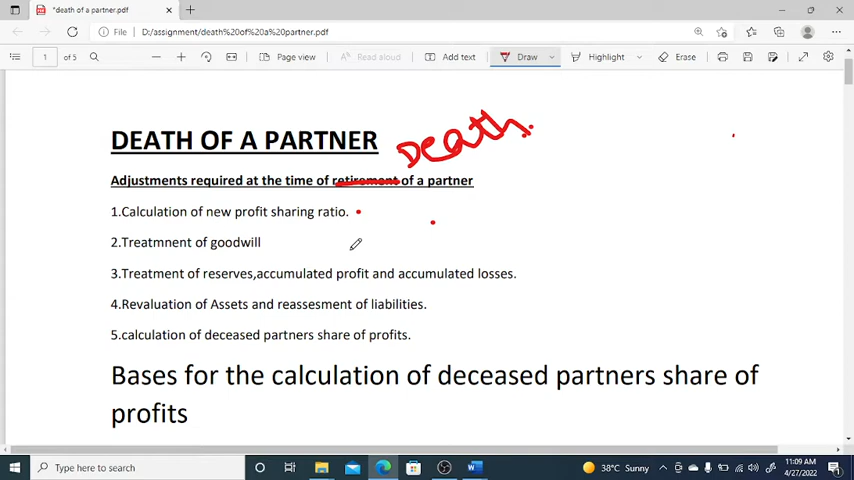 *death of a partner.pdf
File D:/assignment/death%20of%20a%20partner.pdf
1 of 5 Page view Read aloud Add text Draw Highlight Erase
DEATH OF A PARTNER Death.
Adjustments required at the time of retirement of a partner
1.Calculation of new profit sharing ratio.
2.Treatmnent of goodwill
3.Treatment of reserves,accumulated profit and accumulated losses.
4.Revaluation of Assets and reassesment of liabilities.
5.calculation of deceased partners share of profits.
Bases for the calculation of deceased partners share of
profits
Type here to search 38°C Sunny 11:09 AM
4/27/2022